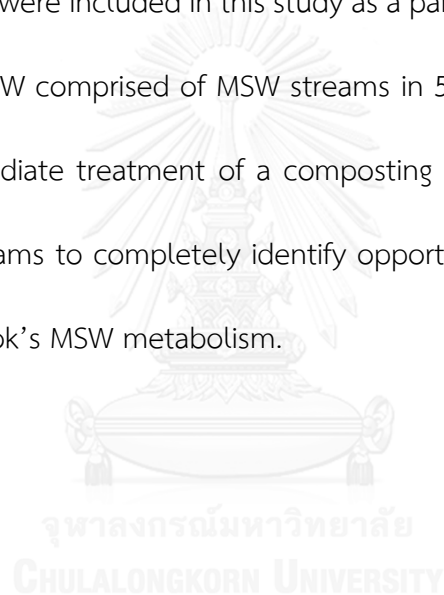 were included in this study as a pa
W comprised of MSW streams in 5
diate treatment of a composting
ams to completely identify opport
ok's MSW metabolism.
จุฬาลงกรณ์มหาวิทยาลัย
CHULALONGKORN UNIVERSITY